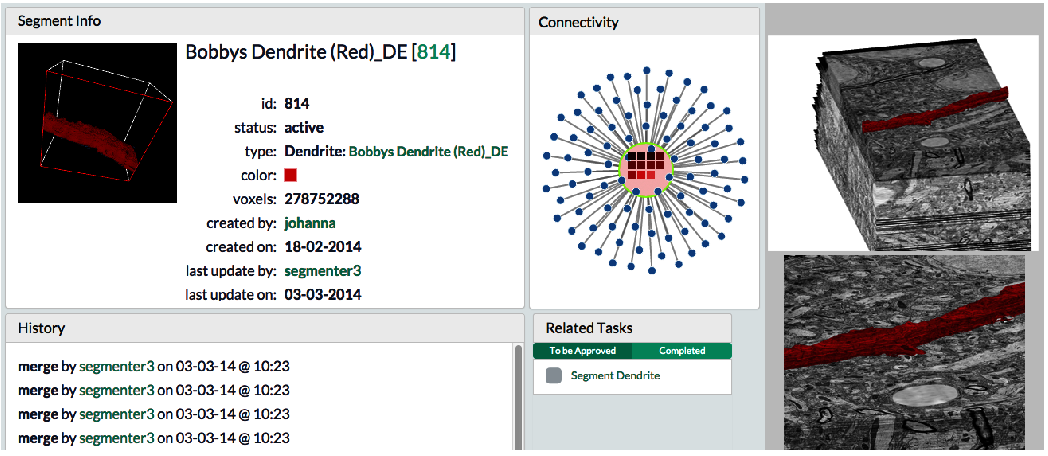 Segment Info
Bobbys Dendrite (Red)_DE [814]
id: 814
status: active
type: Dendrite: Bobbys Dendrite (Red)_DE
color:
voxels: 278752288
created by: johanna
created on: 18-02-2014
last update by: segmenter3
last update on: 03-03-2014
Connectivity
History
merge by segmenter3 on 03-03-14 @ 10:23
merge by segmenter3 on 03-03-14 @ 10:23
merge by segmenter3 on 03-03-14 @ 10:23
merge by segmenter3 on 03-03-14 @ 10:23
Related Tasks
To be Approved Completed
Segment Dendrite